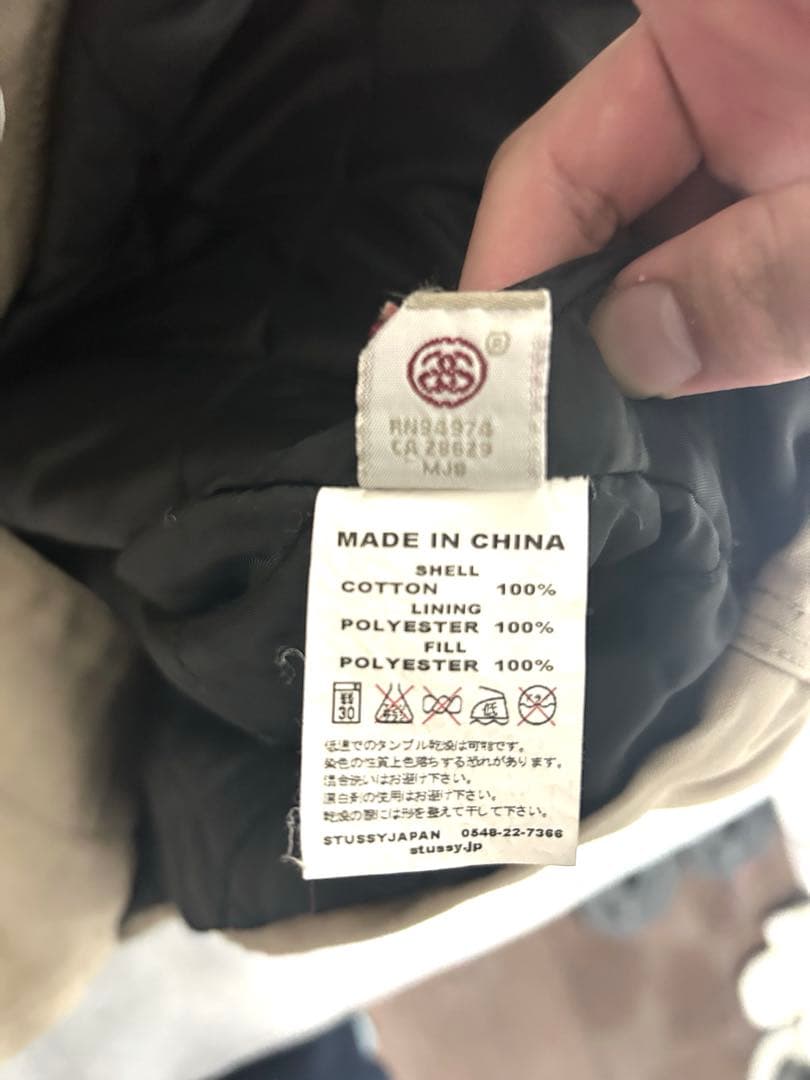 ®
RN94974
CA 28629
MJ8
MADE IN CHINA
SHELL
COTTON 100%
LINING
POLYESTER 100%
FILL
POLYESTER 100%
30
低
低温でのタンブル乾燥は可能です。
染色の性質上色落ちする恐れがあります。
混合洗いはお避け下さい。
漂白剤の使用はお避け下さい。
乾燥の際には形を整えて干して下さい。
STUSSYJAPAN 0548-22-7366
stussy.jp